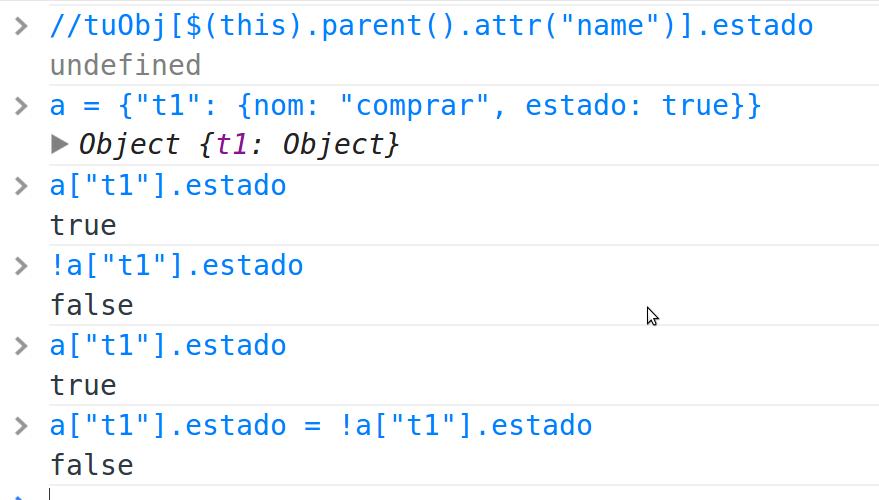 //tuObj[$(this).parent().attr("name")].estado
undefined
a = {"t1": {nom: "comprar", estado: true}}
Object {t1: Object}
a["t1"].estado
true
!a["t1"].estado
false
a["t1"].estado
true
a["t1"].estado = !a["t1"].estado
false